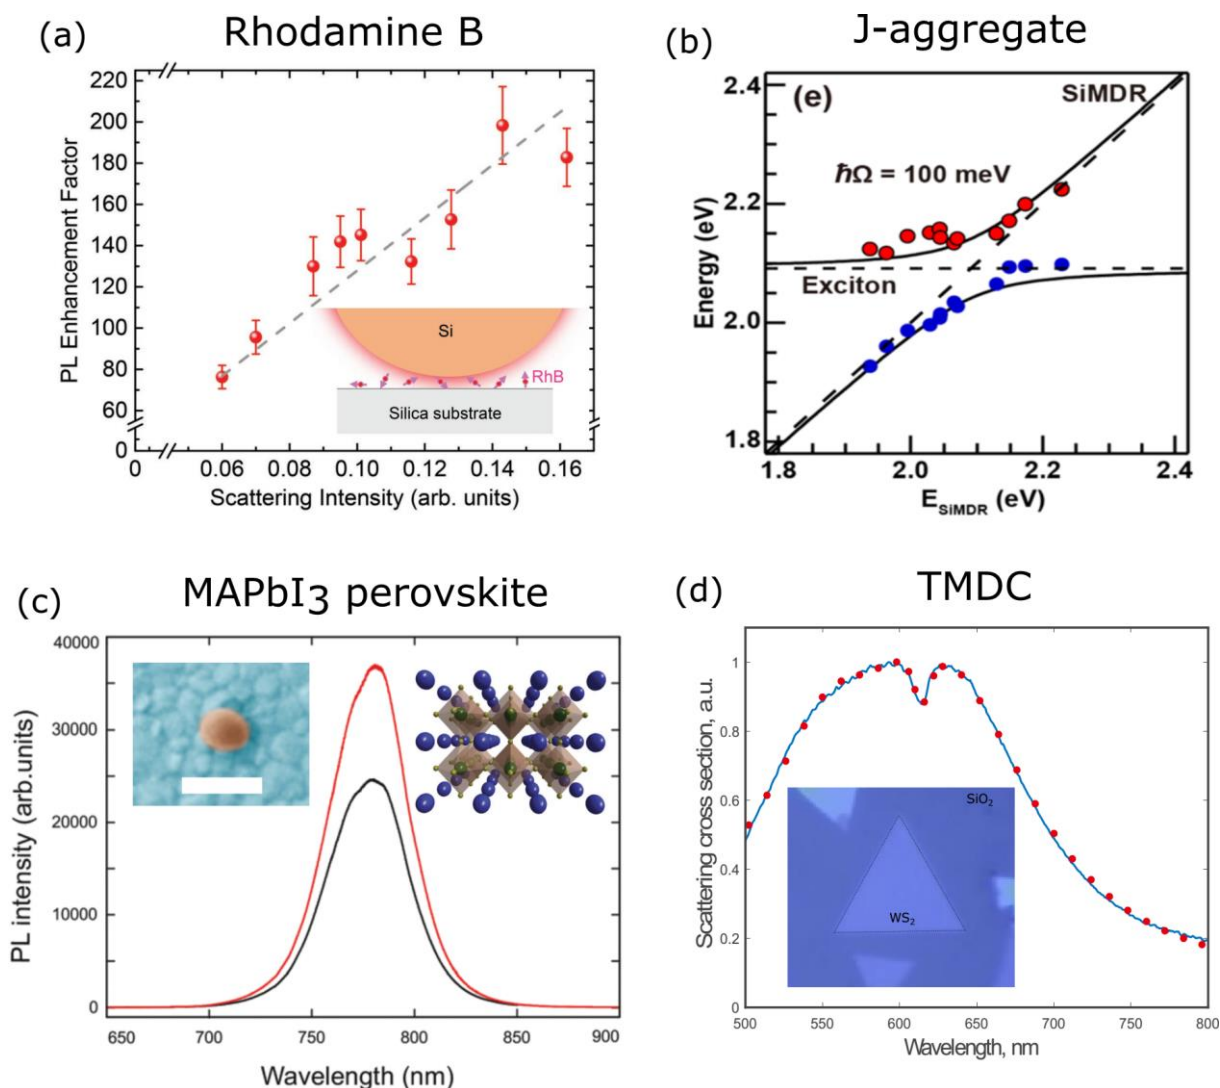 (a) Rhodamine B
PL Enhancement Factor
220
200
180
160
140
120
100
80
60
0
Si
RhB
Silica substrate
0 0.06 0.08 0.10 0.12 0.14 0.16
Scattering Intensity (arb. units)
(b) J-aggregate
(e)
SiMDR
ℏΩ = 100 meV
Exciton
Energy (eV)
2.4
2.2
2.0
1.8
1.8 2.0 2.2 2.4
E_SiMDR (eV)
(c) MAPbI3 perovskite
PL intensity (arb.units)
40000
30000
20000
10000
0
650 700 750 800 850 900
Wavelength (nm)
(d) TMDC
Scattering cross section, a.u.
1
0.8
0.6
0.4
0.2
0
SiO2
WS2
500 550 600 650 700 750 800
Wavelength, nm